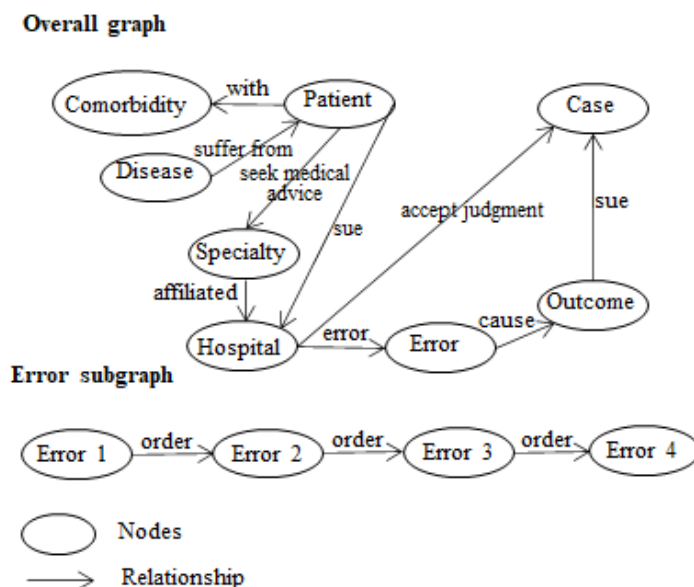 Overall graph
Comorbidity
with
Patient
Case
suffer from
Disease
seek medical
advice
accept judgment
sue
sue
Specialty
affiliated
Hospital
error
Error
cause
Outcome
Error subgraph
Error 1
order
Error 2
order
Error 3
order
Error 4
Nodes
Relationship